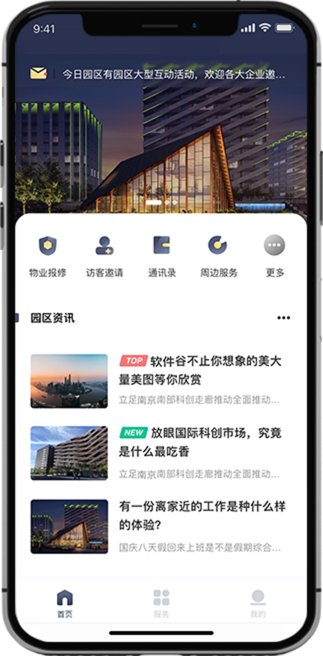 9:41
今日园区有园区大型互动活动，欢迎各大企业邀...
物业报修
访客邀请
通讯录
周边服务
更多
园区资讯
TOP 软件谷不止你想象的美大
量美图等你欣赏
立足南京南部科创走廊推动全面推动...
NEW 放眼国际科创市场，究竟
是什么最吃香
立足南京南部科创走廊推动全面推动...
有一份离家近的工作是种什么样
的体验?
国庆八天假回来上班是不是假期综合...
首页
服务
我的